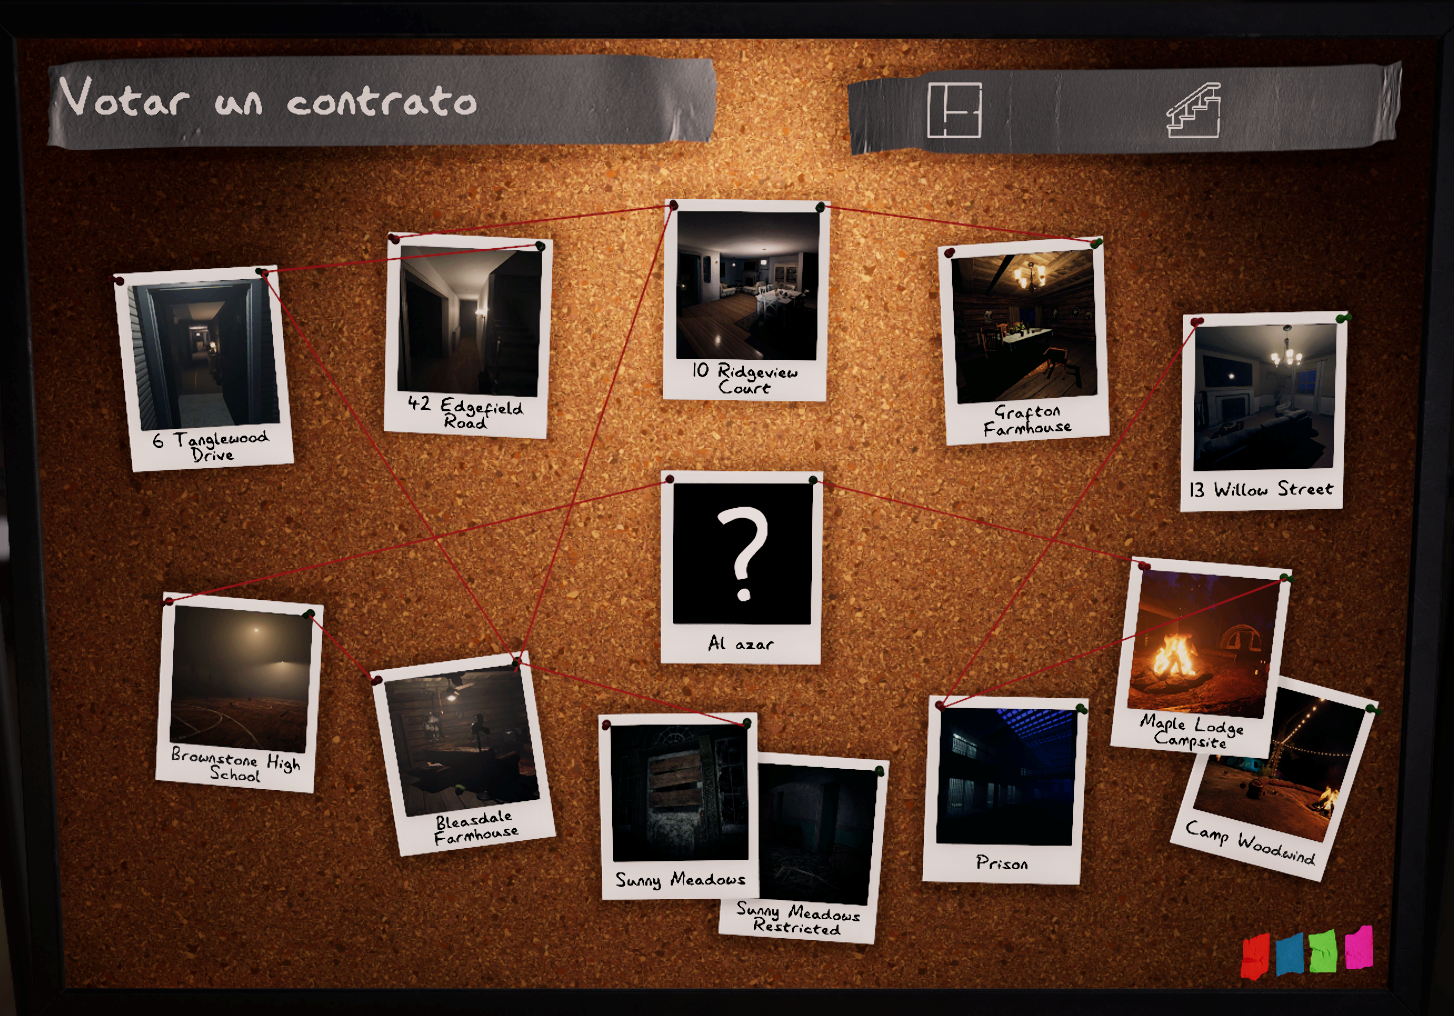 Votar un contrato
6 Tanglewood
Drive
42 Edgefield
Road
10 Ridgeview
Court
Grafton
Farmhouse
13 Willow Street
?
Al azar
Brownstone High
School
Bleasdale
Farmhouse
Sunny Meadows
Sunny Meadows
Restricted
Prison
Maple Lodge
Campsite
Camp Woodwind